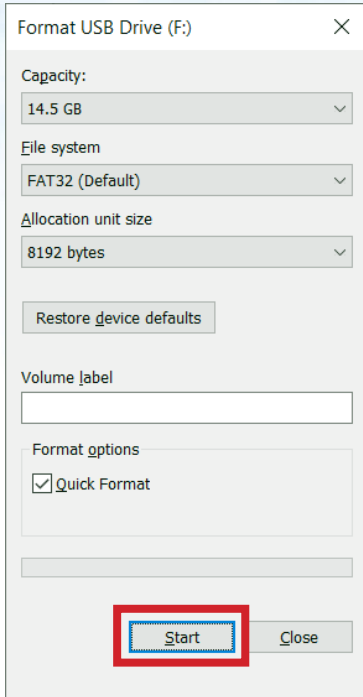 Format USB Drive (F:)
Capacity:
14.5 GB
File system
FAT32 (Default)
Allocation unit size
8192 bytes
Restore device defaults
Volume label
Format options
Quick Format
Start Close